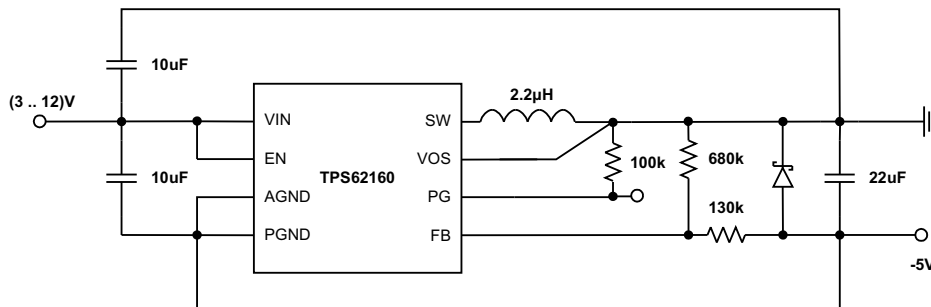 10uF
(3 .. 12)V
2.2µH
VIN
SW
EN
VOS
100k
680k
10uF
TPS62160
22uF
AGND
PG
130k
PGND
FB
-5V